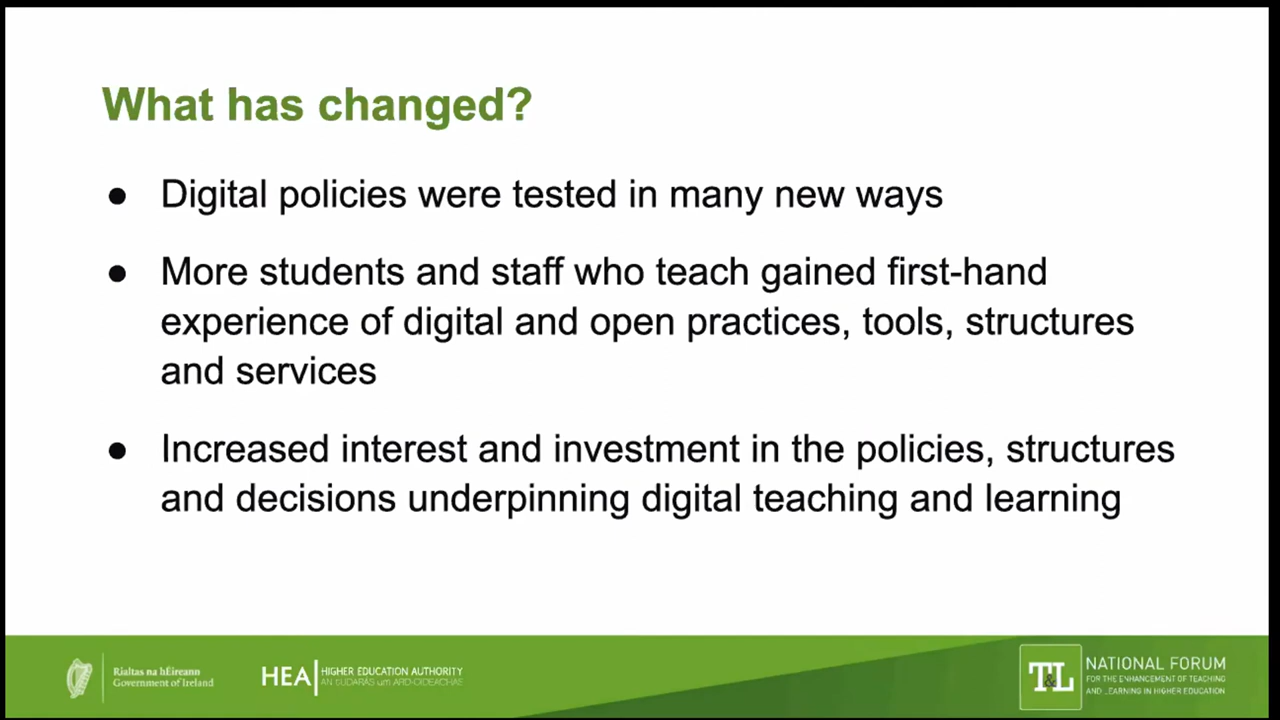 What has changed?
● Digital policies were tested in many new ways
● More students and staff who teach gained first-hand
experience of digital and open practices, tools, structures
and services
● Increased interest and investment in the policies, structures
and decisions underpinning digital teaching and learning
Rialtas na hÉireann
Government of Ireland
HEA
HIGHER EDUCATION AUTHORITY
AN tÚDARÁS um ARD-OIDEACHAS
T&L
NATIONAL FORUM
FOR THE ENHANCEMENT OF TEACHING
AND LEARNING IN HIGHER EDUCATION